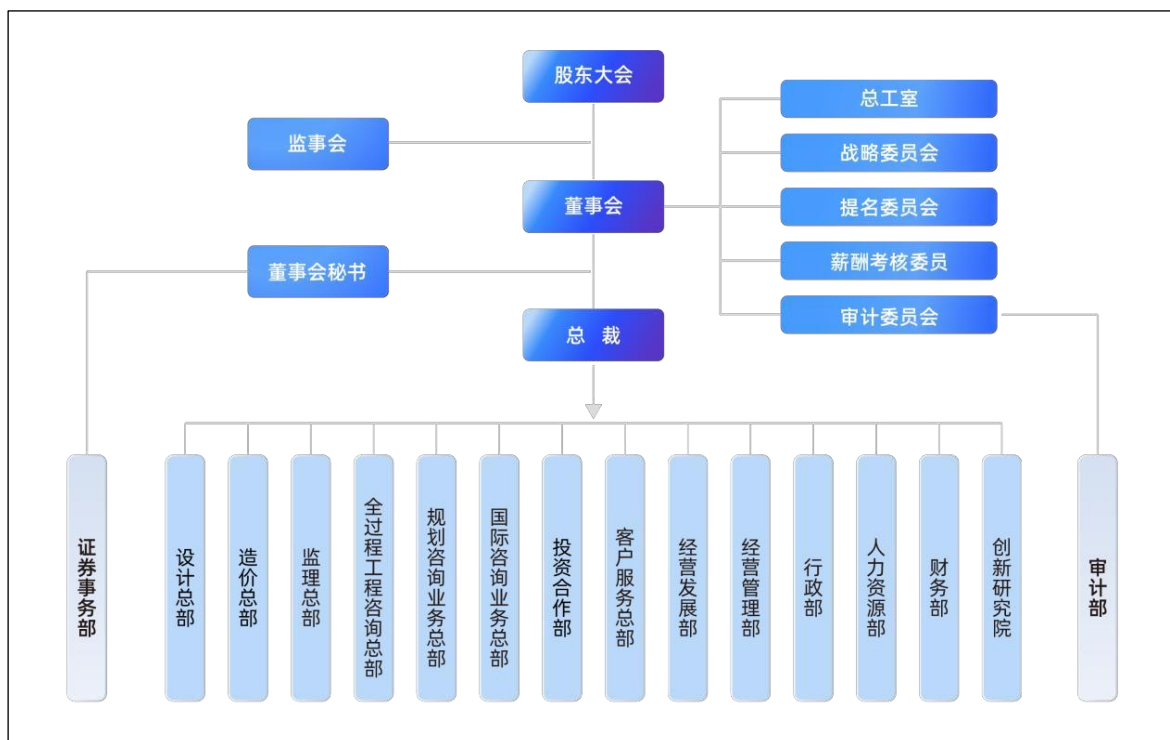 股东大会
总工室
监事会
战略委员会
董事会
提名委员会
董事会秘书
薪酬考核委员
审计委员会
总 裁
证券事务部
设计总部
造价总部
监理总部
全过程工程咨询总部
规划咨询业务总部
国际咨询业务总部
投资合作部
客户服务总部
经营发展部
经营管理部
行政部
人力资源部
财务部
创新研究院
审计部